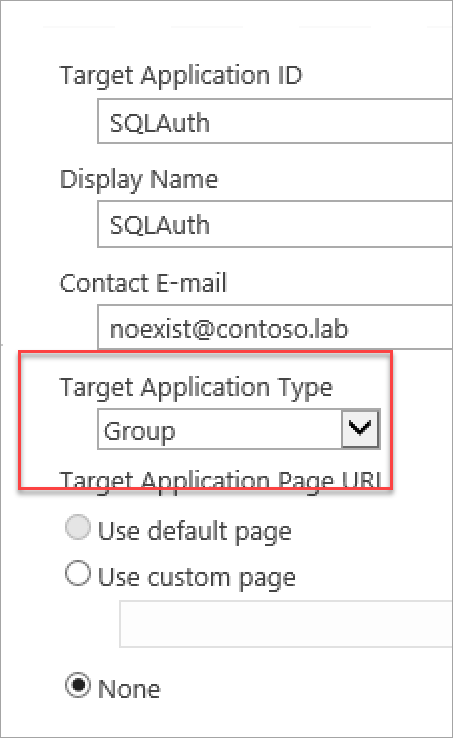 Target Application ID
SQLAuth
Display Name
SQLAuth
Contact E-mail
noexist@contoso.lab
Target Application Type
Group
Target Application Page URL
Use default page
Use custom page
None